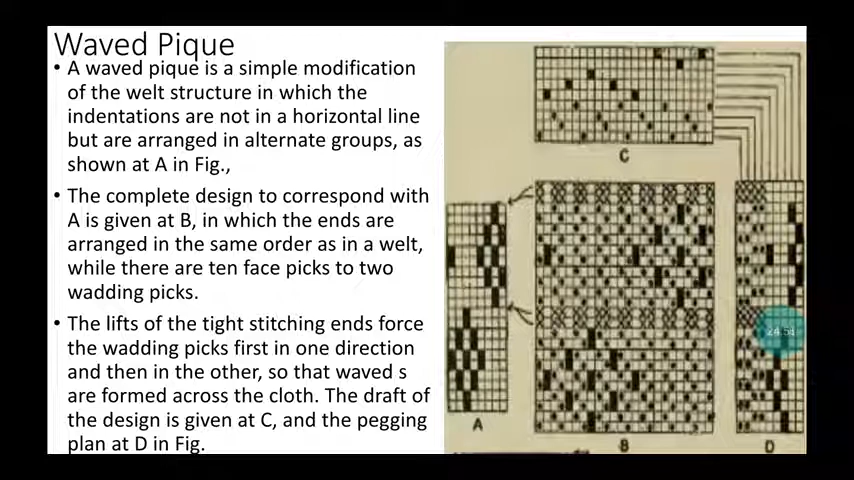 Waved Pique
• A waved pique is a simple modification
of the welt structure in which the
indentations are not in a horizontal line
but are arranged in alternate groups, as
shown at A in Fig.,
• The complete design to correspond with
A is given at B, in which the ends are
arranged in the same order as in a welt,
while there are ten face picks to two
wadding picks.
• The lifts of the tight stitching ends force
the wadding picks first in one direction
and then in the other, so that waved s
are formed across the cloth. The draft of
the design is given at C, and the pegging
plan at D in Fig.
C
A
B
D